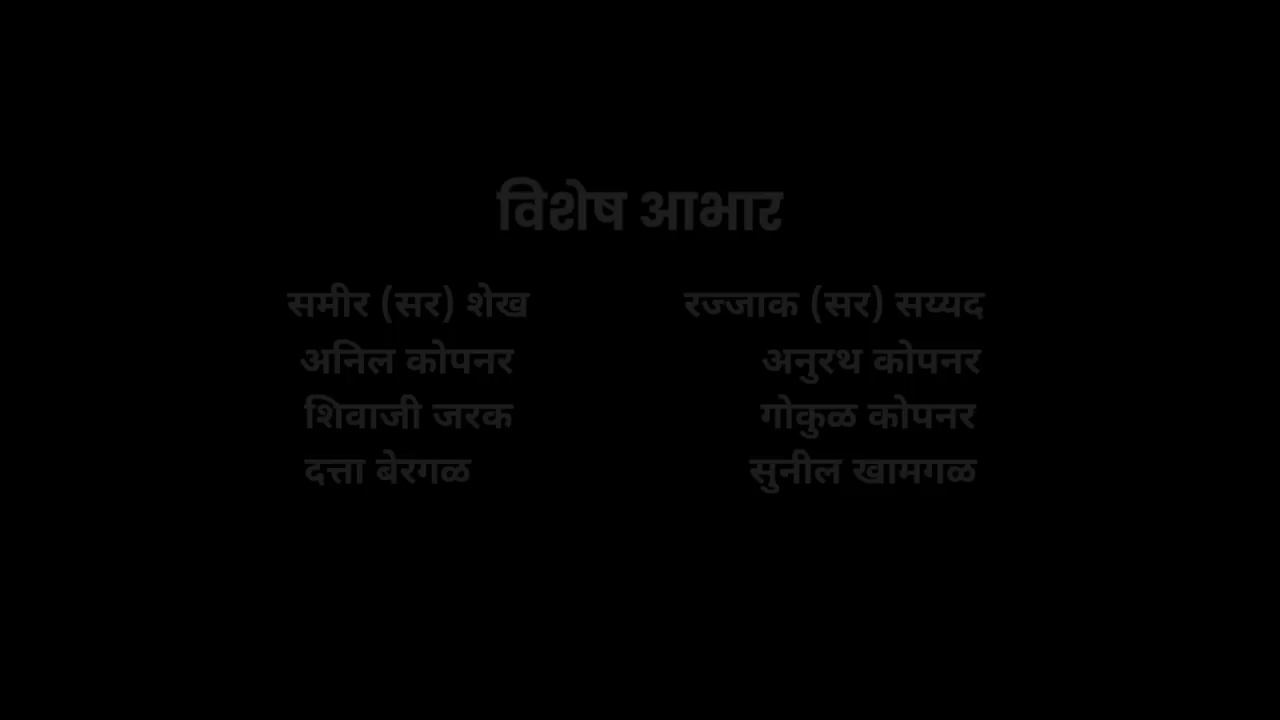 विशेष आभार
समीर (सर) शेख रज्जाक (सर) सय्यद
अनिल कोपनर अनुरथ कोपनर
शिवाजी जरक गोकुळ कोपनर
दत्ता बेरगळ सुनील खामगळ